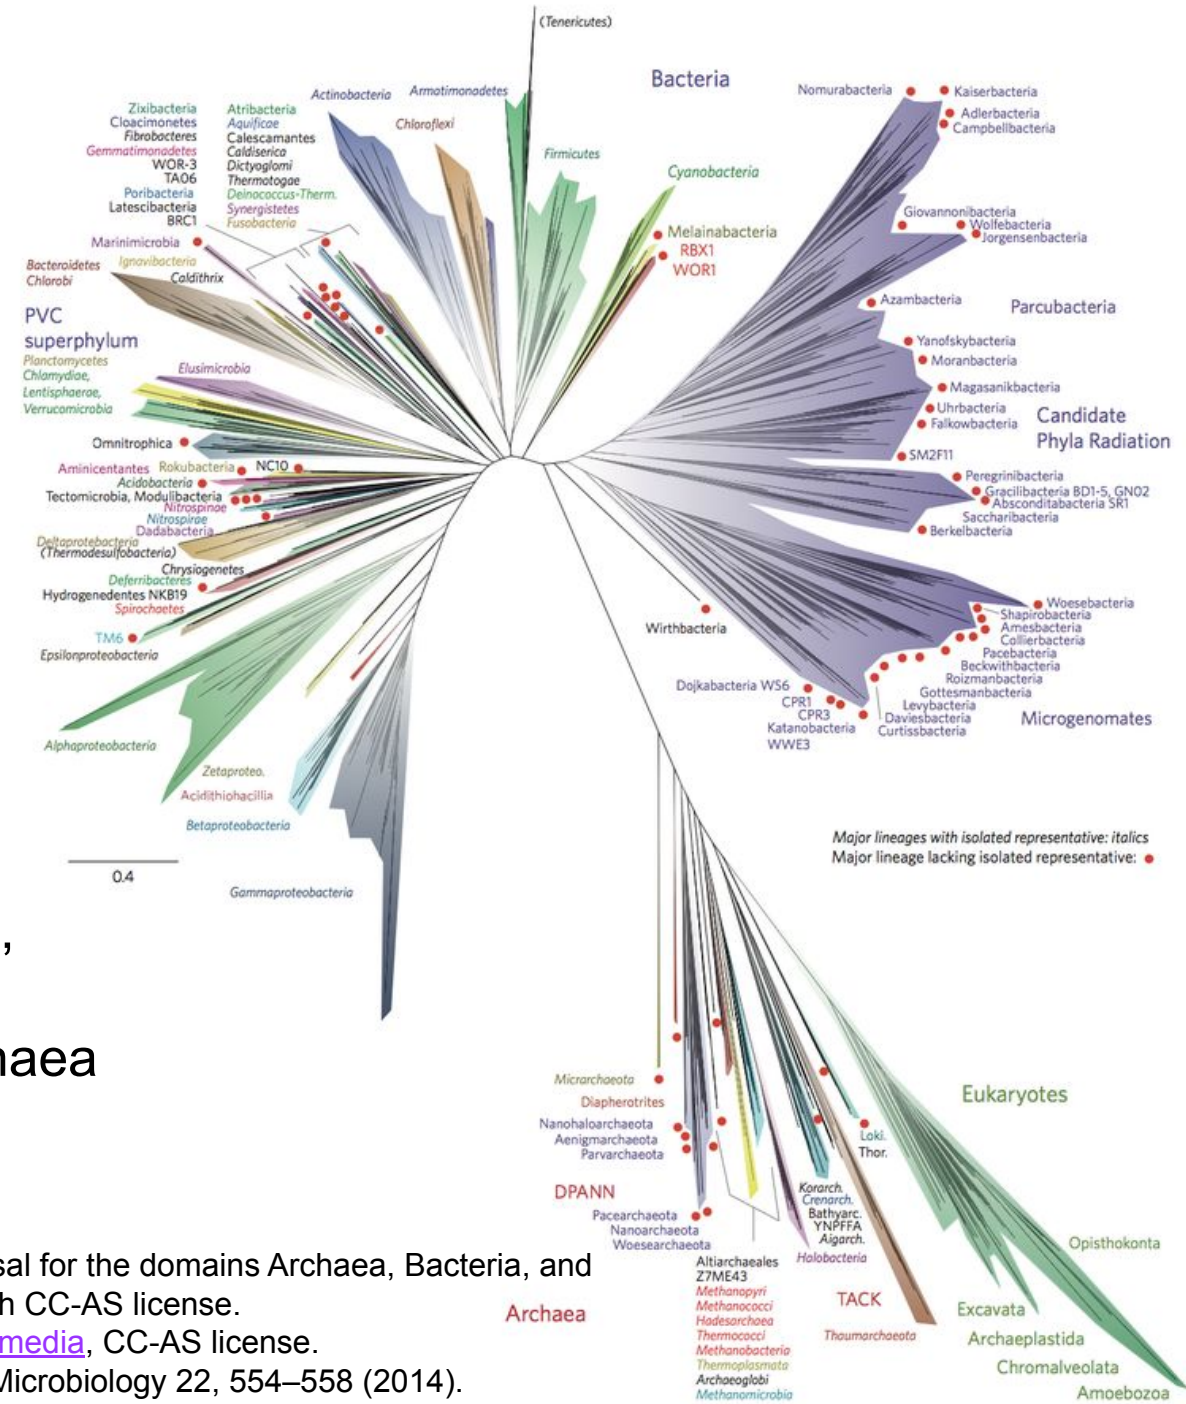 (Tenericutes)
Bacteria
Actinobacteria
Armatimonadetes
Chloroflexi
Firmicutes
Cyanobacteria
Melainabacteria
RBX1
WOR1
Zixibacteria
Cloacimonetes
Fibrobacteres
Gemmatimonadetes
WOR-3
TA06
Poribacteria
Latescibacteria
BRC1
Atribacteria
Aquificae
Calescamantes
Caldiserica
Dictyoglomi
Thermotogae
Deinococcus-Therm.
Synergistetes
Fusobacteria
Marinimicrobia
Ignavibacteria
Bacteroidetes
Chlorobi
Caldithrix
PVC
superphylum
Planctomycetes
Chlamydiae,
Lentisphaerae,
Verrucomicrobia
Elusimicrobia
Omnitrophica
Aminicentantes
Rokubacteria
NC10
Acidobacteria
Tectomicrobia, Modulibacteria
Nitrospinae
Nitrospirae
Dadabacteria
Deltaprotebacteria
(Thermodesulfobacteria)
Chrysiogenetes
Deferribacteres
Hydrogenedentes NKB19
Spirochaetes
TM6
Epsilonproteobacteria
Alphaproteobacteria
Zetaproteo.
Acidithiobacillia
Betaproteobacteria
Gammaproteobacteria
0.4
Nomurabacteria
Kaiserbacteria
Adlerbacteria
Campbellbacteria
Giovannonibacteria
Wolfebacteria
Jorgensenbacteria
Azambacteria
Parcubacteria
Yanofskybacteria
Moranbacteria
Magasanikbacteria
Uhrbacteria
Falkowbacteria
Candidate
Phyla Radiation
SM2F11
Peregrinibacteria
Gracilibacteria BD1-5, GN02
Absconditabacteria SR1
Saccharibacteria
Berkelbacteria
Woesebacteria
Shapirobacteria
Amesbacteria
Collierbacteria
Pacebacteria
Beckwithbacteria
Roizmanbacteria
Gottesmanbacteria
Levybacteria
Daviesbacteria
Curtissbacteria
Microgenomates
Wirthbacteria
Dojkabacteria WS6
CPR1
CPR3
Katanobacteria
WWE3
Major lineages with isolated representative: italics
Major lineage lacking isolated representative:
,
haea
Micrarchaeota
Diapherotrites
Nanohaloarchaeota
Aenigmarchaeota
Parvarchaeota
DPANN
Pacearchaeota
Nanoarchaeota
Woesearchaeota
Archaea
Altiarchaeales
Z7ME43
Methanopyri
Methanococci
Hadesarchaea
Thermococci
Methanobacteria
Thermoplasmata
Archaeoglobi
Methanomicrobia
Halobacteria
Korarch.
Crenarch.
Bathyarc.
YNPFFA
Aigarch.
TACK
Thaumarchaeota
Loki.
Thor.
Eukaryotes
Opisthokonta
Excavata
Archaeplastida
Chromalveolata
Amoebozoa
sal for the domains Archaea, Bacteria, and
h CC-AS license.
media, CC-AS license.
Microbiology 22, 554–558 (2014).